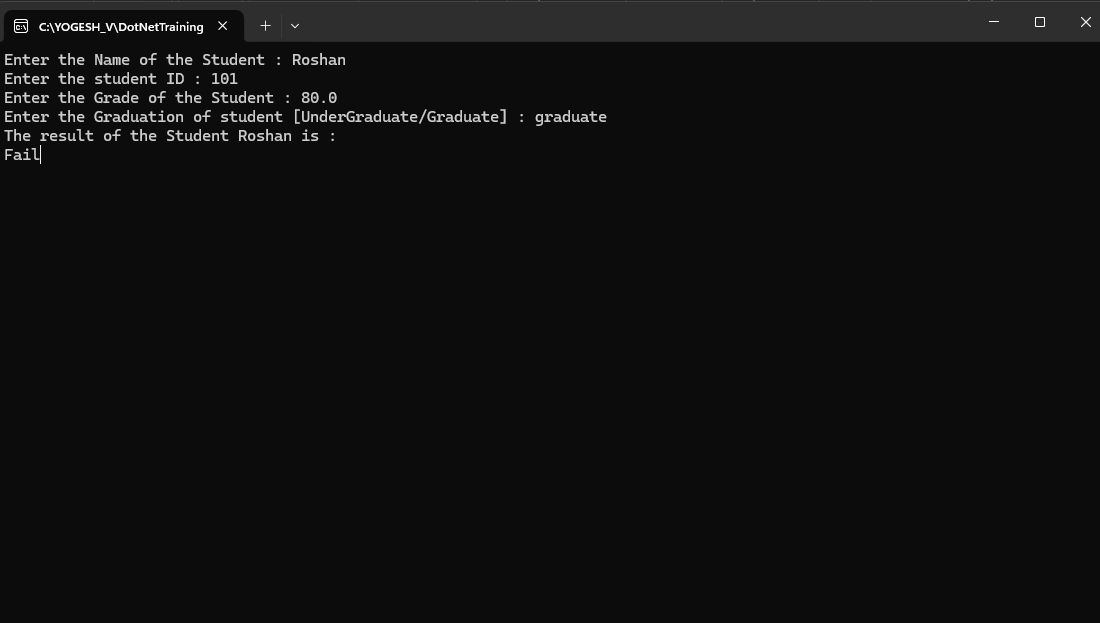 C:\YOGESH_V\DotNetTraining
Enter the Name of the Student : Roshan
Enter the student ID : 101
Enter the Grade of the Student : 80.0
Enter the Graduation of student [UnderGraduate/Graduate] : graduate
The result of the Student Roshan is :
Fail